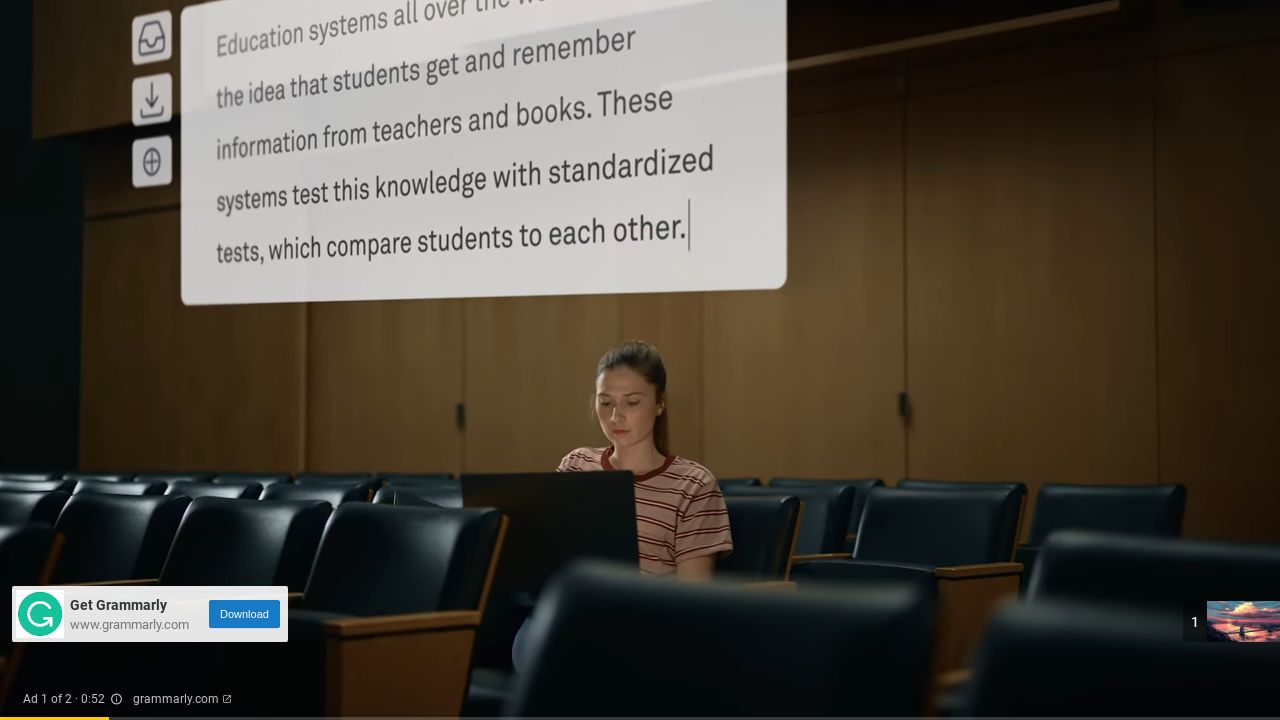 Education systems all over the
the idea that students get and remember
information from teachers and books. These
systems test this knowledge with standardized
tests, which compare students to each other.
Get Grammarly
www.grammarly.com
Download
1
Ad 1 of 2 · 0:52
grammarly.com